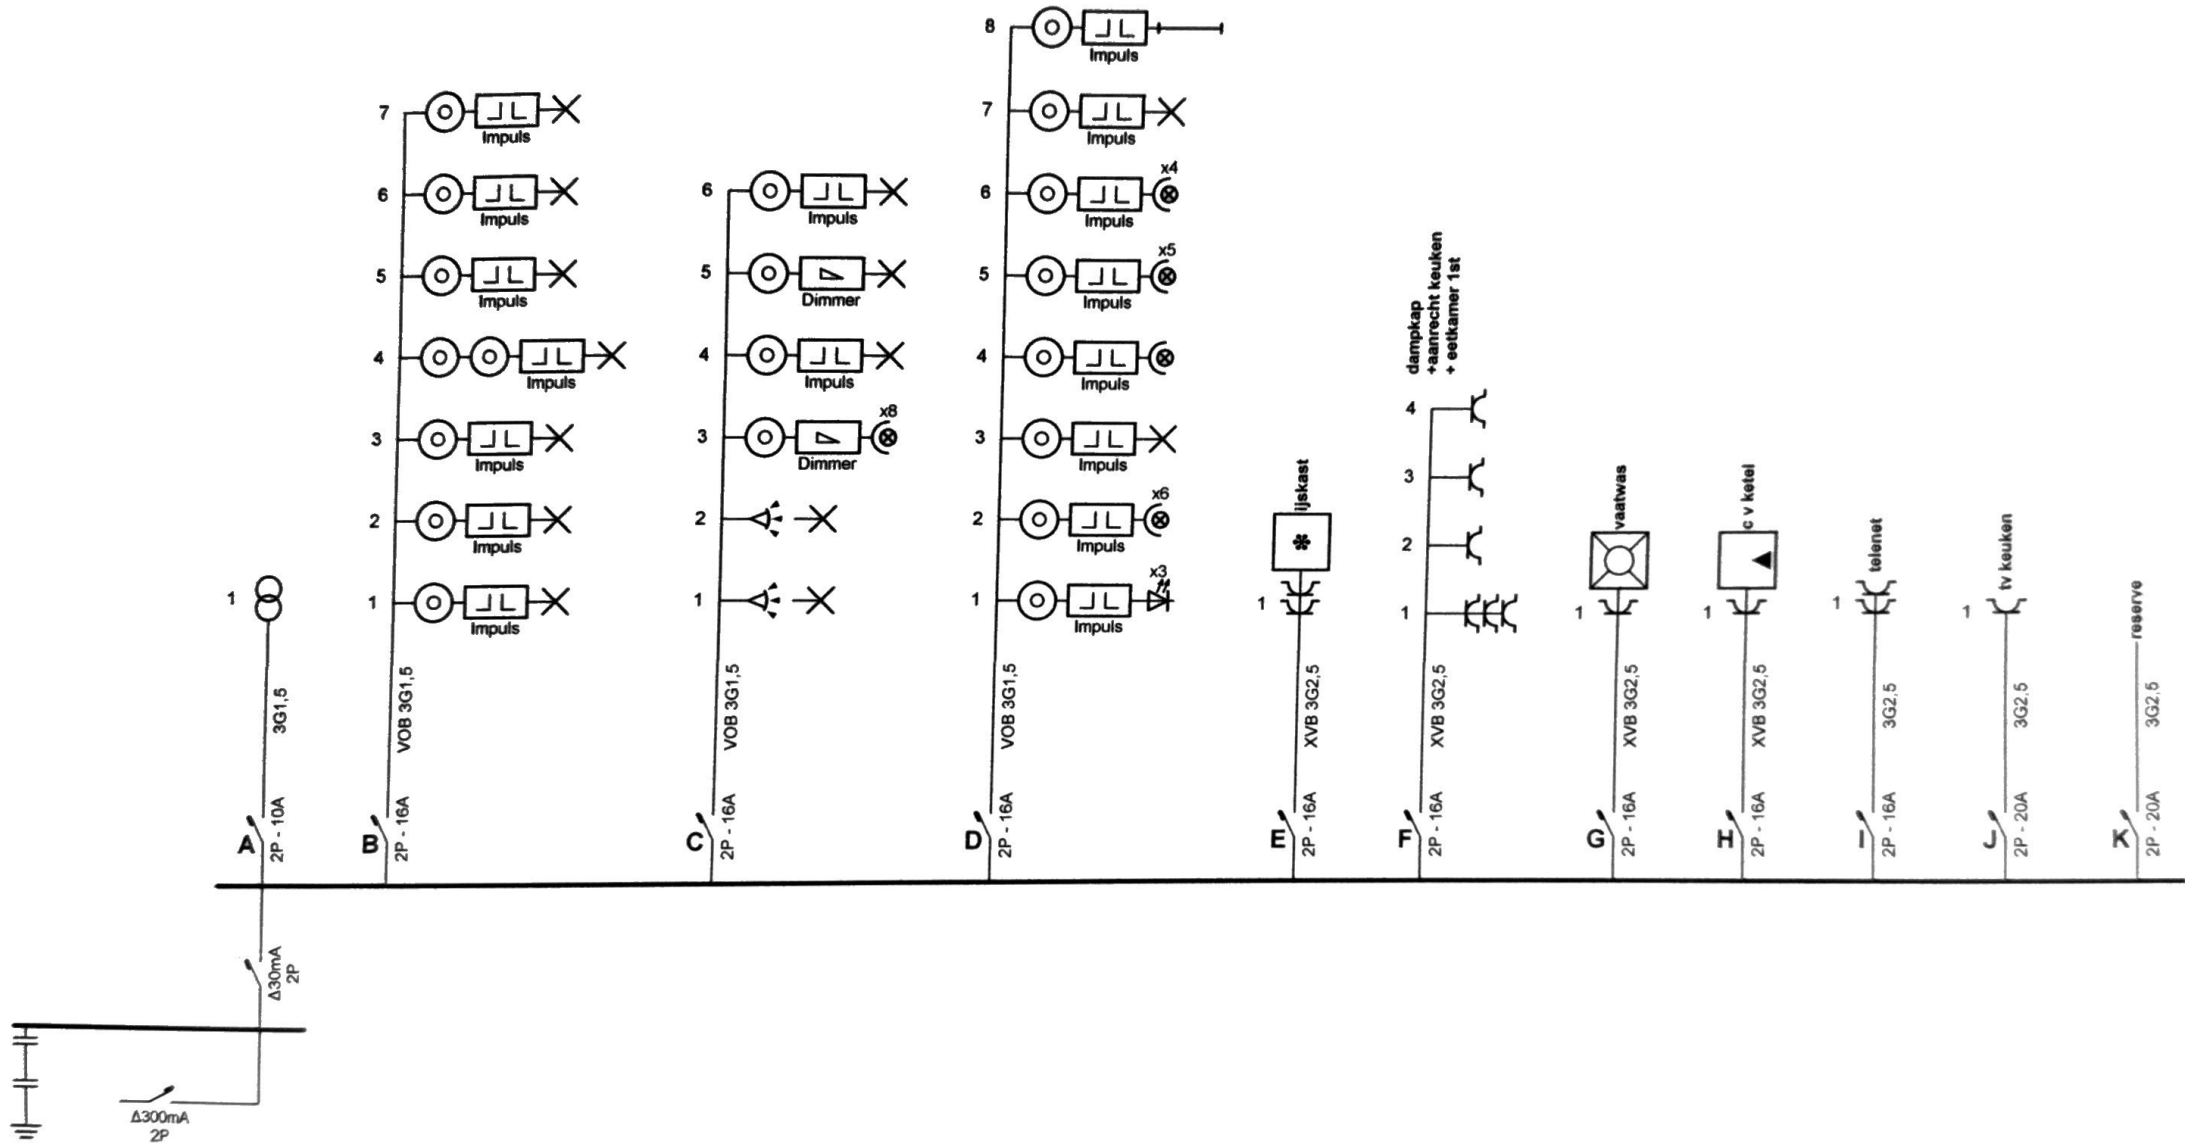 8
Impuls
7
Impuls
7
Impuls
x4
6
Impuls
6
Impuls
6
Impuls
x5
5
Impuls
5
Dimmer
5
Impuls
dampkap
+aanrecht keuken
+ eetkamer 1st
4
Impuls
4
Impuls
4
Impuls
4
x8
3
Impuls
3
Dimmer
3
Impuls
3
x6
2
Impuls
2
2
Impuls
2
ijskast
vaatwas
c v ketel
telenet
tv keuken
reserve
x3
1
1
Impuls
1
1
Impuls
1
1
1
1
1
1
3G1,5
VOB 3G1,5
VOB 3G1,5
VOB 3G1,5
XVB 3G2,5
XVB 3G2,5
XVB 3G2,5
XVB 3G2,5
3G2,5
3G2,5
3G2,5
A
2P - 10A
B
2P - 16A
C
2P - 16A
D
2P - 16A
E
2P - 16A
F
2P - 16A
G
2P - 16A
H
2P - 16A
I
2P - 16A
J
2P - 20A
K
2P - 20A
Δ30mA
2P
Δ300mA
2P